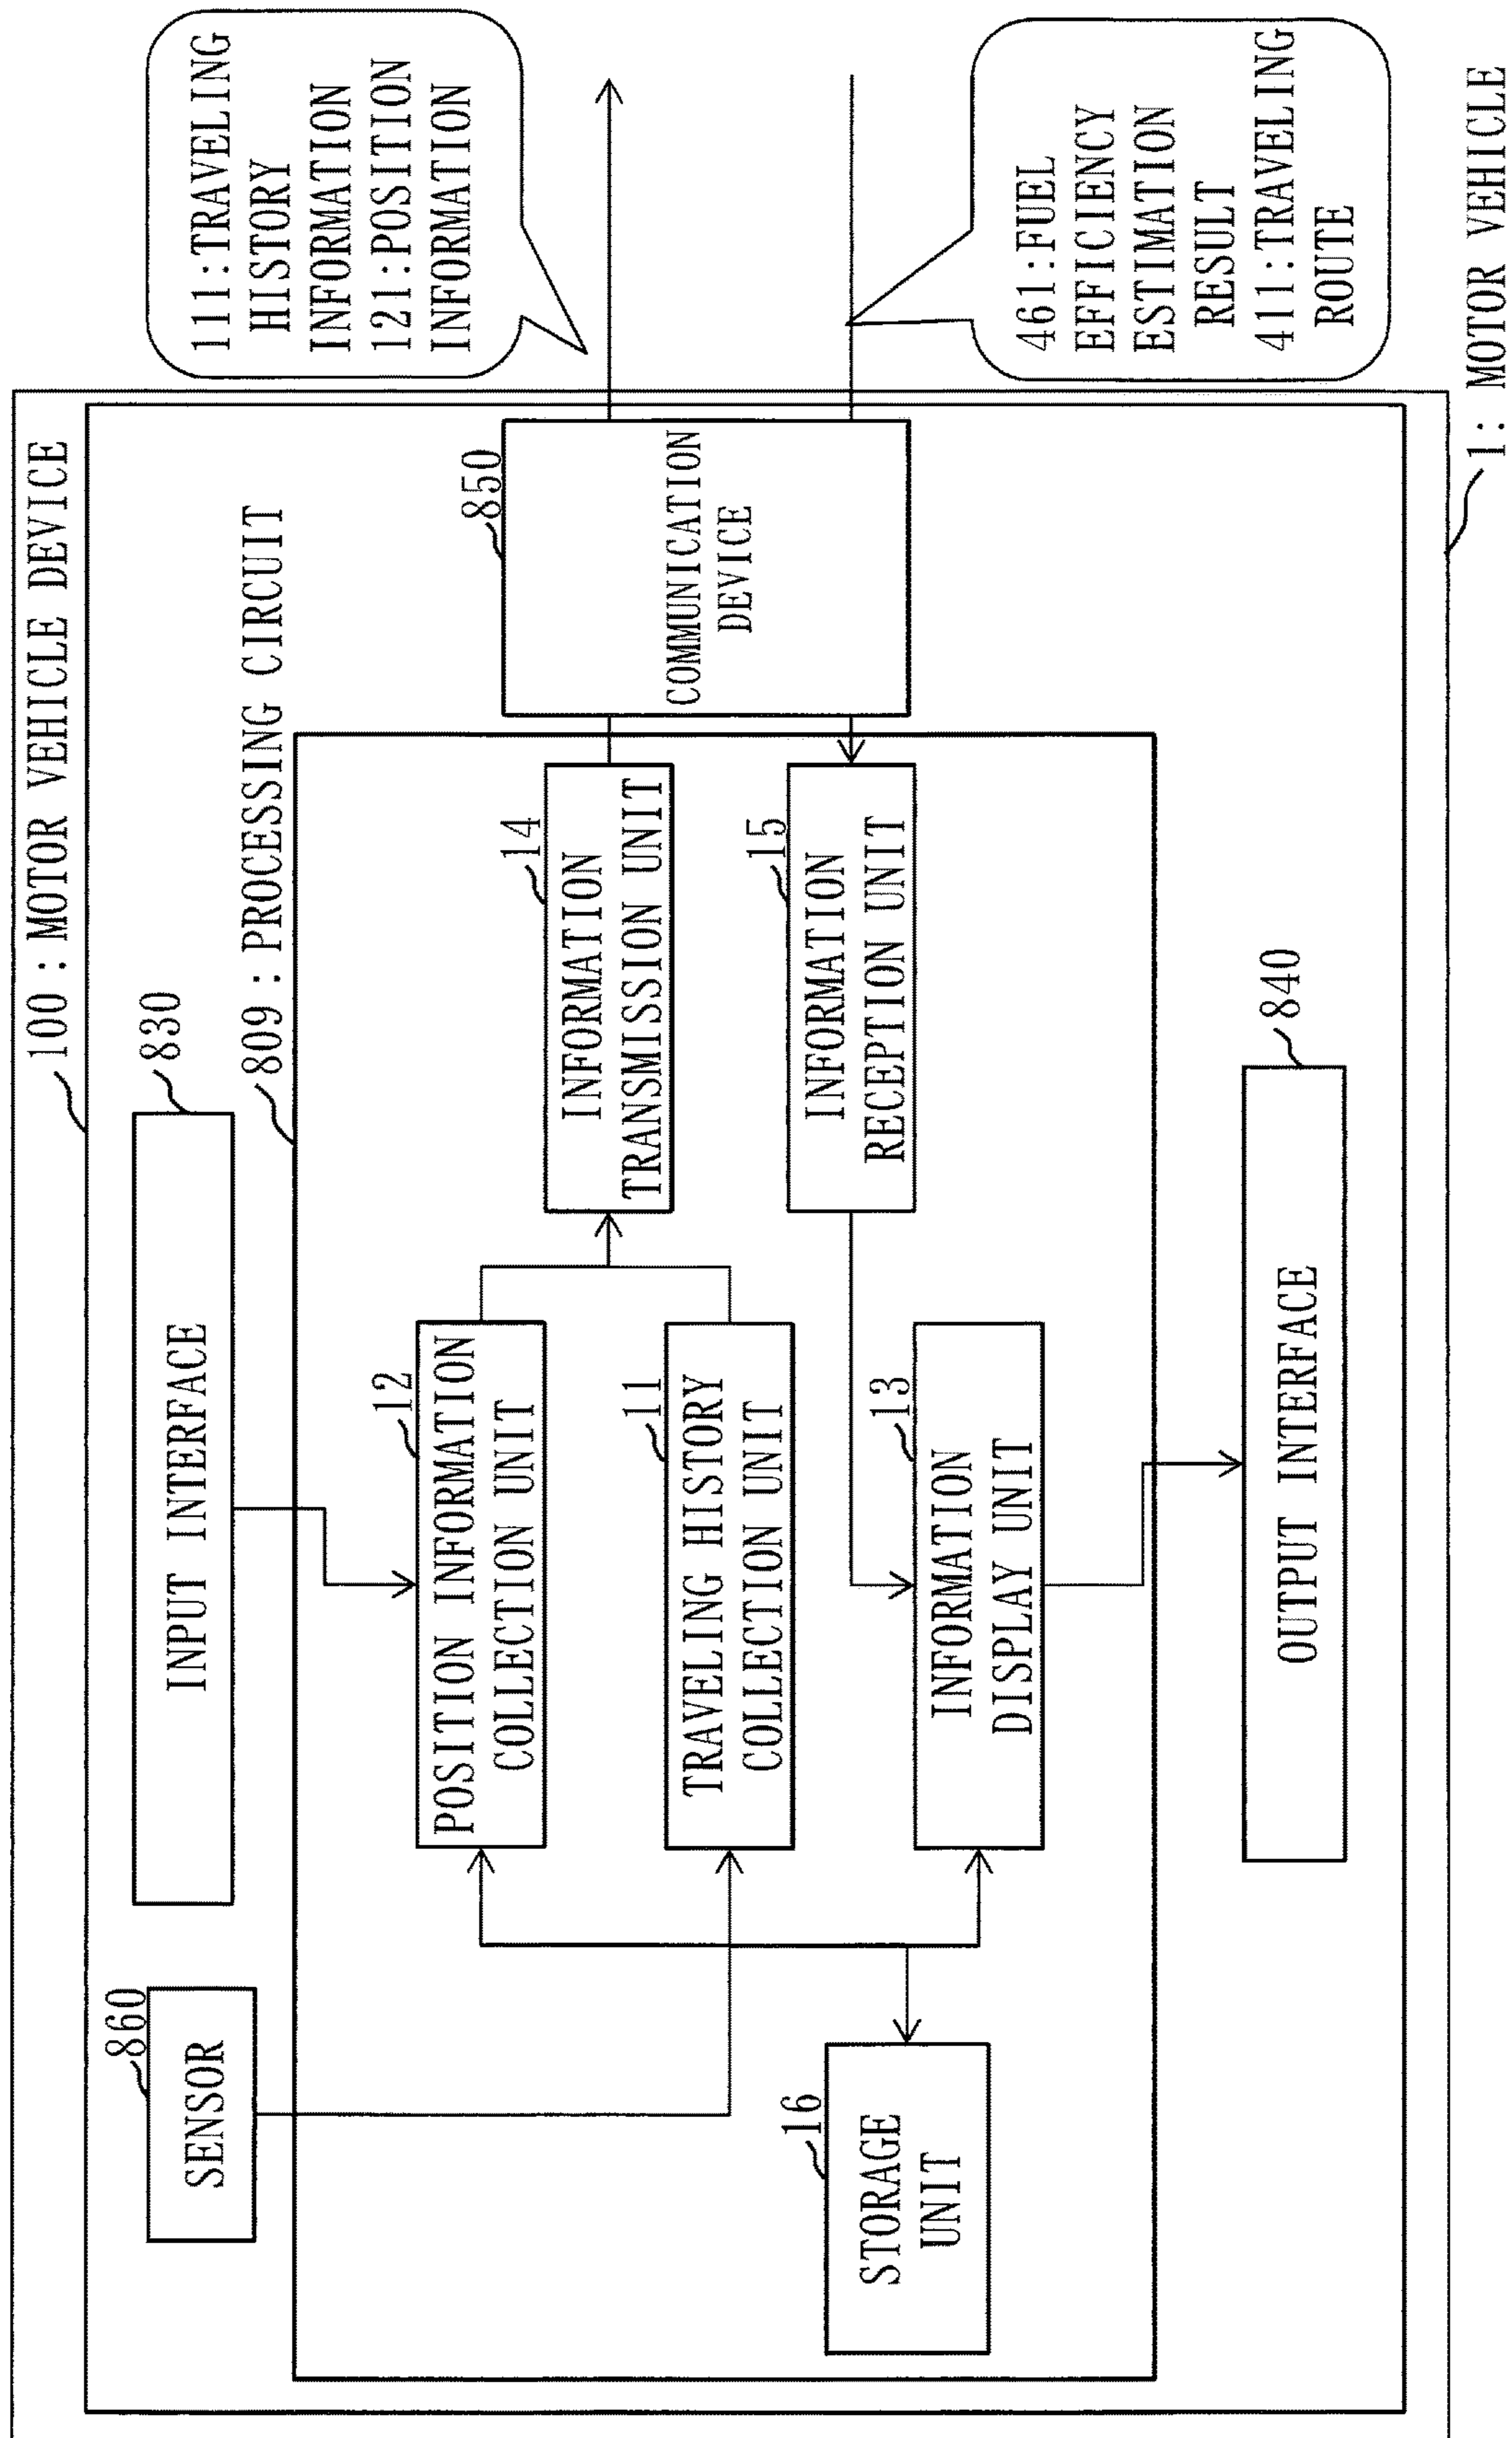 100:MOTOR VEHICLE DEVICE
860
SENSOR
830
INPUT INTERFACE
809:PROCESSING CIRCUIT
12
POSITION INFORMATION
COLLECTION UNIT
11
TRAVELING HISTORY
COLLECTION UNIT
13
INFORMATION
DISPLAY UNIT
16
STORAGE
UNIT
14
INFORMATION
TRANSMISSION UNIT
15
INFORMATION
RECEPTION UNIT
850
COMMUNICATION
DEVICE
840
OUTPUT INTERFACE
111:TRAVELING
HISTORY
INFORMATION
121:POSITION
INFORMATION
461:FUEL
EFFICIENCY
ESTIMATION
RESULT
411:TRAVELING
ROUTE
1: MOTOR VEHICLE